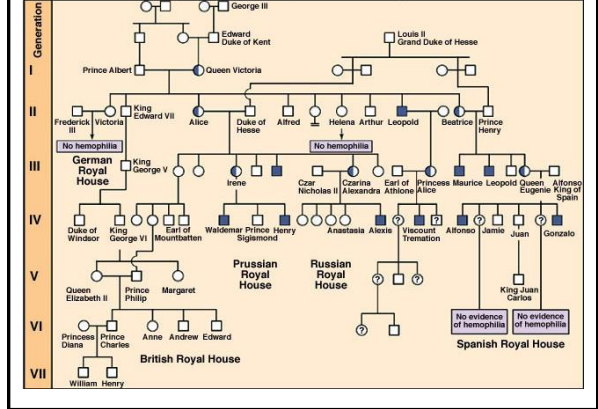 Generation
George III
Edward
Duke of Kent
Louis II
Grand Duke of Hesse
I
Prince Albert
Queen Victoria
II
Frederick
III
Victoria
King
Edward VII
Alice
Duke of
Hesse
Alfred
Helena
Arthur
Leopold
Beatrice
Prince
Henry
No hemophilia
No hemophilia
German
Royal
House
III
King
George V
Irene
Czar
Nicholas II
Czarina
Alexandra
Earl of
Athlone
Princess
Alice
Maurice
Leopold
Queen
Eugenie
Alfonso
King of
Spain
IV
Duke of
Windsor
King
George VI
Earl of
Mountbatten
Waldemar
Prince
Sigismond
Henry
Anastasia
Alexis
?
Viscount
Tremation
?
Alfonso
?
Jamie
Juan
?
Gonzalo
Prussian
Royal
House
Russian
Royal
House
V
Queen
Elizabeth II
Prince
Philip
Margaret
?
?
King Juan
Carlos
VI
Princess
Diana
Prince
Charles
Anne
Andrew
Edward
?
No evidence
of hemophilia
No evidence
of hemophilia
British Royal House
Spanish Royal House
VII
William
Henry